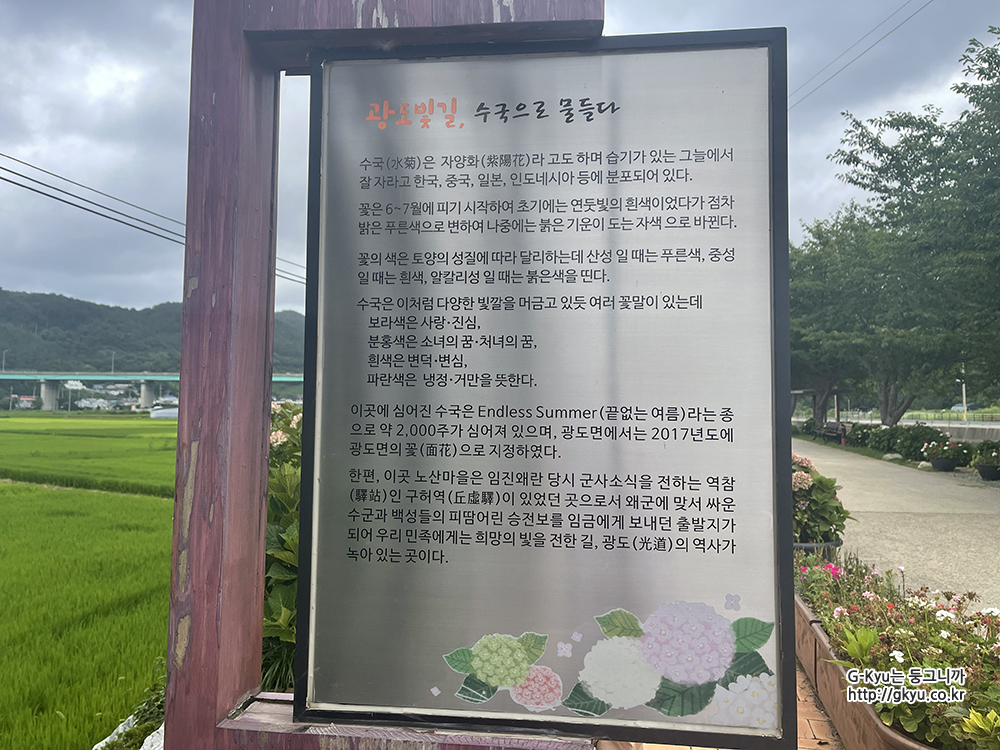 광도빛길, 수국으로 물들다
수국(水菊)은 자양화(紫陽花)라 고도 하며 습기가 있는 그늘에서
잘 자라고 한국, 중국, 일본, 인도네시아 등에 분포되어 있다.
꽃은 6~7월에 피기 시작하여 초기에는 연둣빛의 흰색이었다가 점차
밝은 푸른색으로 변하여 나중에는 붉은 기운이 도는 자색 으로 바뀐다.
꽃의 색은 토양의 성질에 따라 달리하는데 산성 일 때는 푸른색, 중성
일 때는 흰색, 알칼리성 일 때는 붉은색을 띤다.
수국은 이처럼 다양한 빛깔을 머금고 있듯 여러 꽃말이 있는데
보라색은 사랑·진심,
분홍색은 소녀의 꿈·처녀의 꿈,
흰색은 변덕·변심,
파란색은 냉정·거만을 뜻한다.
이곳에 심어진 수국은 Endless Summer(끝없는 여름)라는 종
으로 약 2,000주가 심어져 있으며, 광도면에서는 2017년도에
광도면의 꽃(面花)으로 지정하였다.
한편, 이곳 노산마을은 임진왜란 당시 군사소식을 전하는 역참
(驛站)인 구허역(丘虛驛)이 있었던 곳으로서 왜군에 맞서 싸운
수군과 백성들의 피땀어린 승전보를 임금에게 보내던 출발지가
되어 우리 민족에게는 희망의 빛을 전한 길, 광도(光道)의 역사가
녹아 있는 곳이다.
G-Kyu는 둥그니까
http://gkyu.co.kr